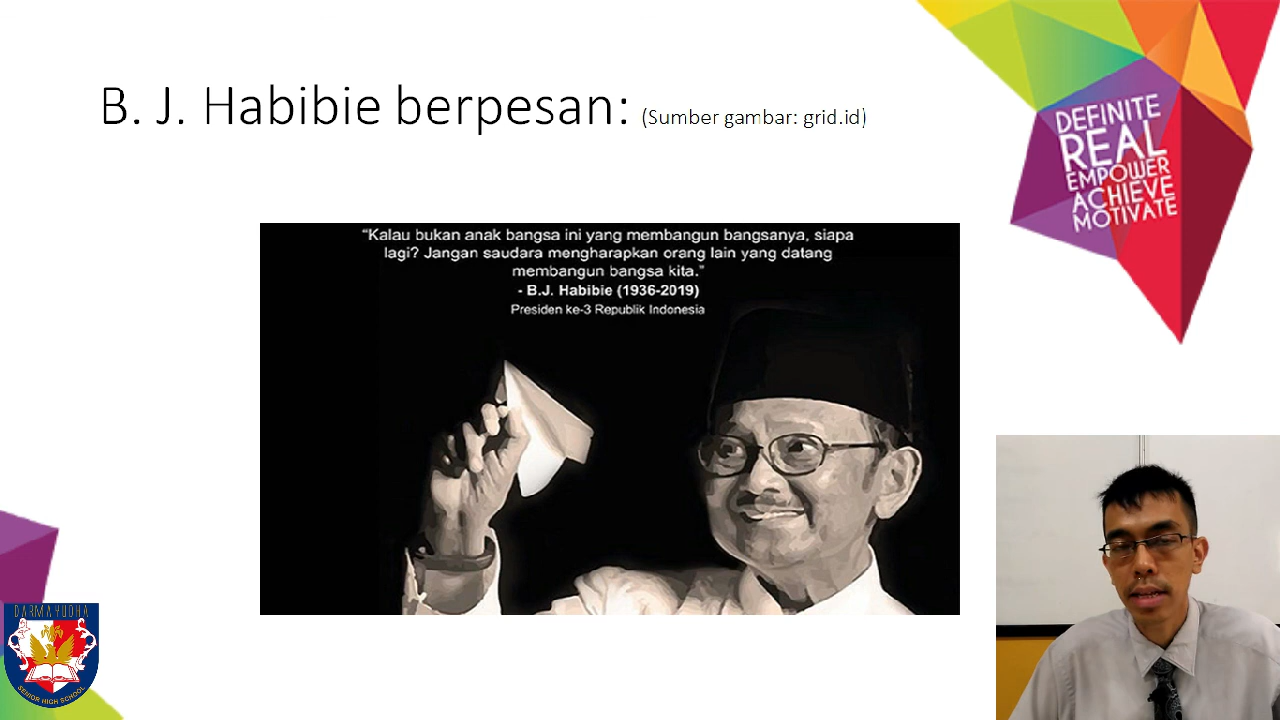 B. J. Habibie berpesan: (Sumber gambar: grid.id)
DEFINITE
REAL
EMPOWER
ACHIEVE
MOTIVATE
“Kalau bukan anak bangsa ini yang membangun bangsanya, siapa
lagi? Jangan saudara mengharapkan orang lain yang datang
membangun bangsa kita.”
- B.J. Habibie (1936-2019)
Presiden ke-3 Republik Indonesia
DARMA YUDHA
SENIOR HIGH SCHOOL